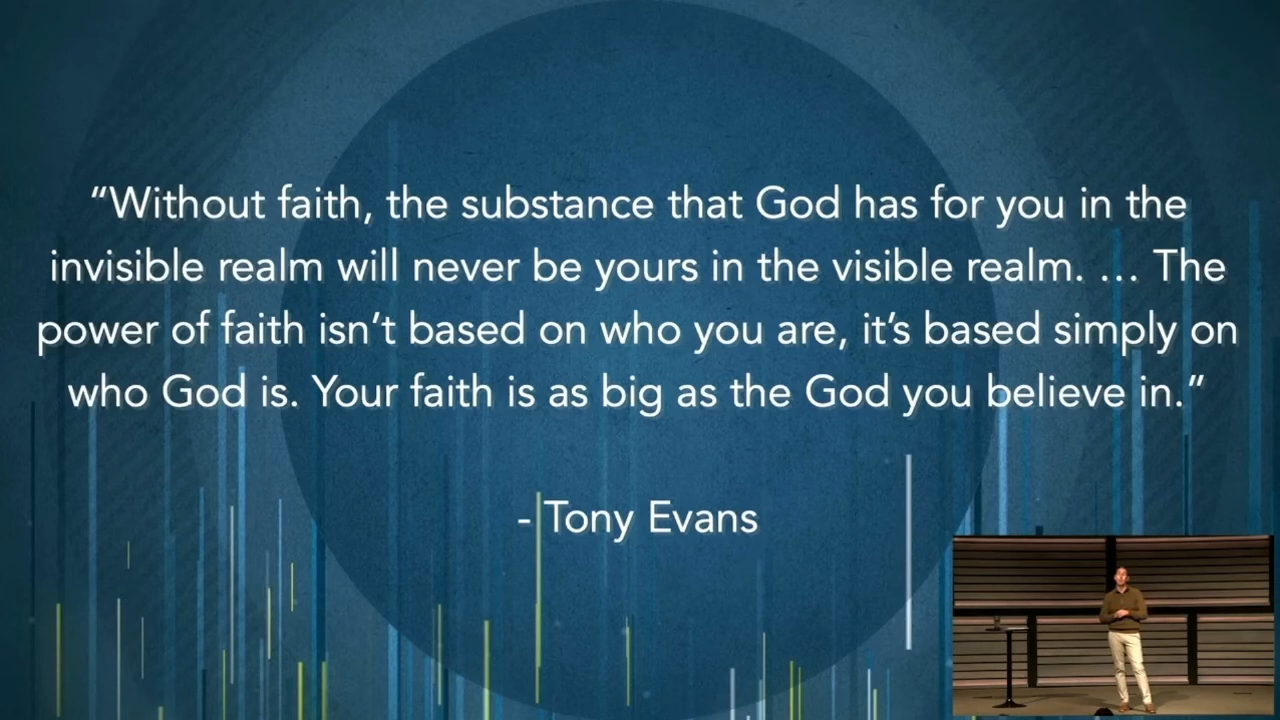 “Without faith, the substance that God has for you in the
invisible realm will never be yours in the visible realm. … The
power of faith isn’t based on who you are, it’s based simply on
who God is. Your faith is as big as the God you believe in.”
- Tony Evans